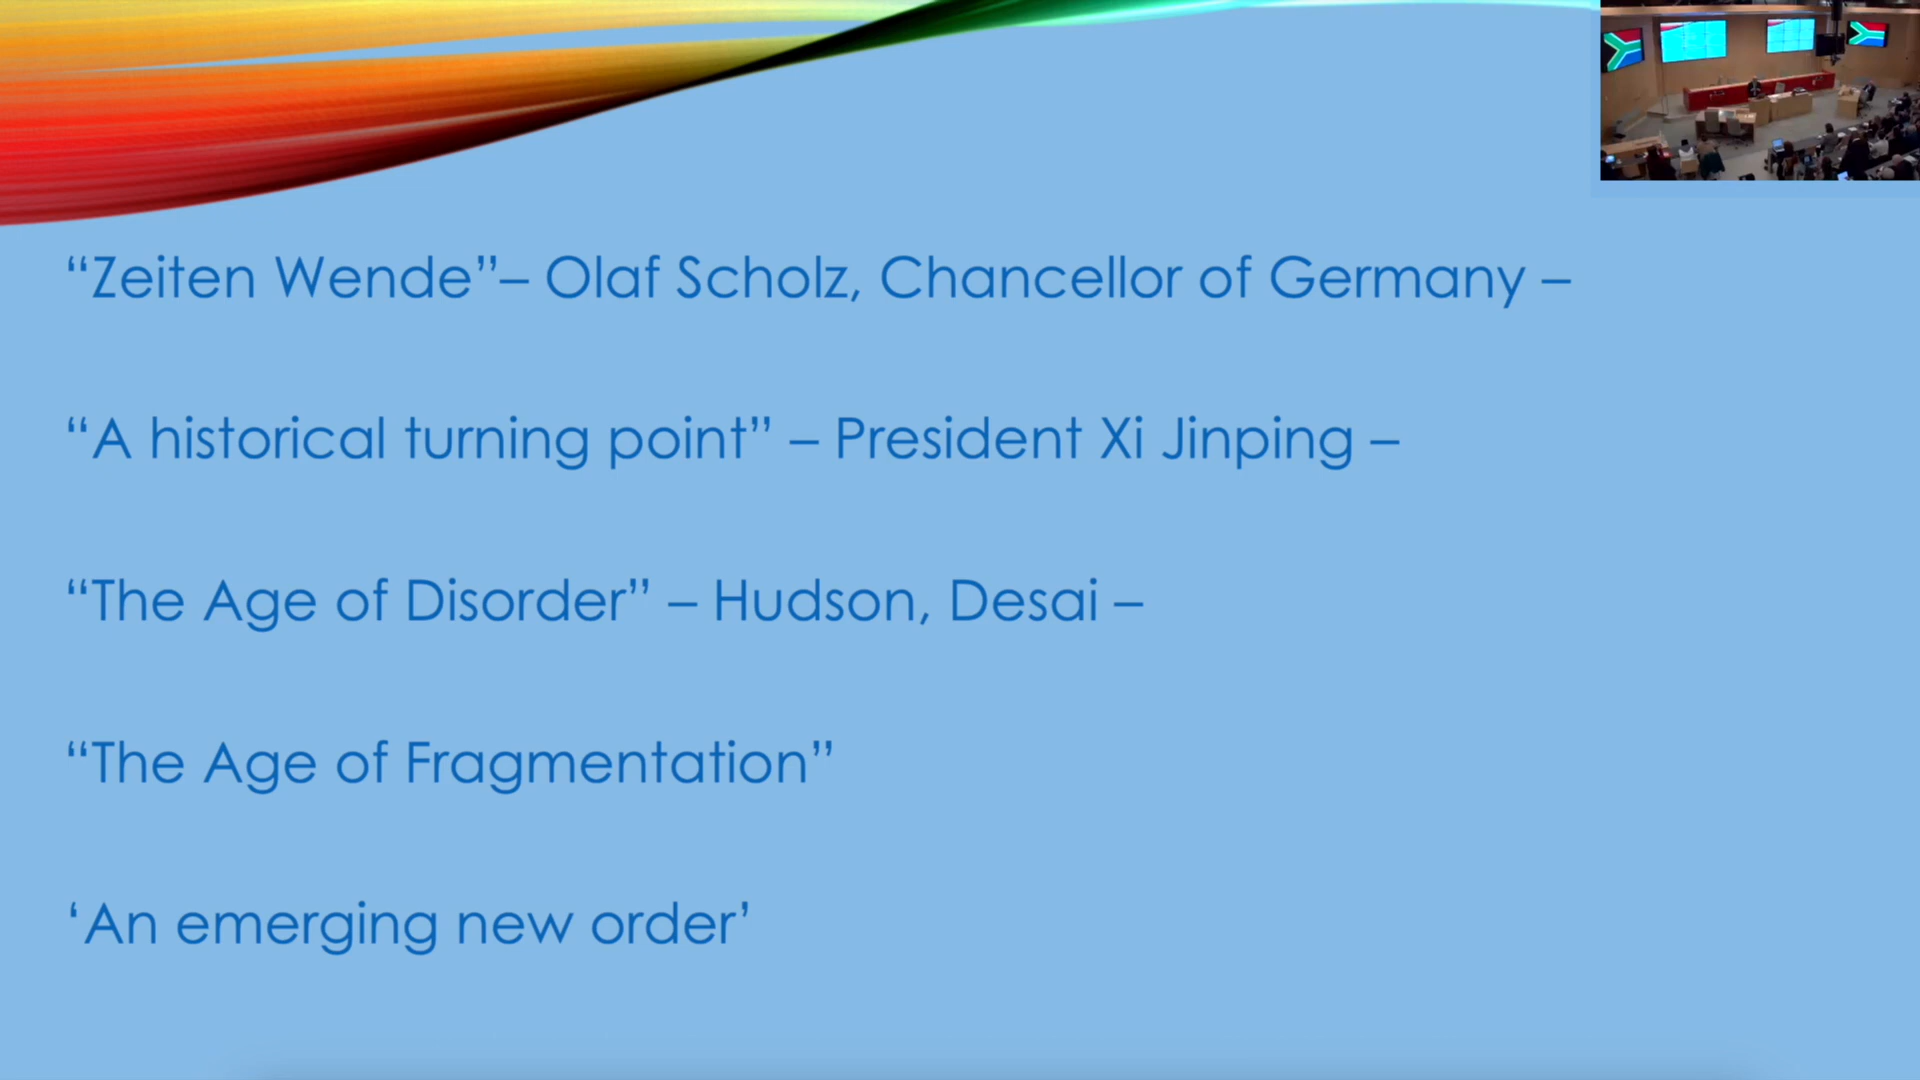 “Zeiten Wende”– Olaf Scholz, Chancellor of Germany –
“A historical turning point” – President Xi Jinping –
“The Age of Disorder” – Hudson, Desai –
“The Age of Fragmentation”
‘An emerging new order’